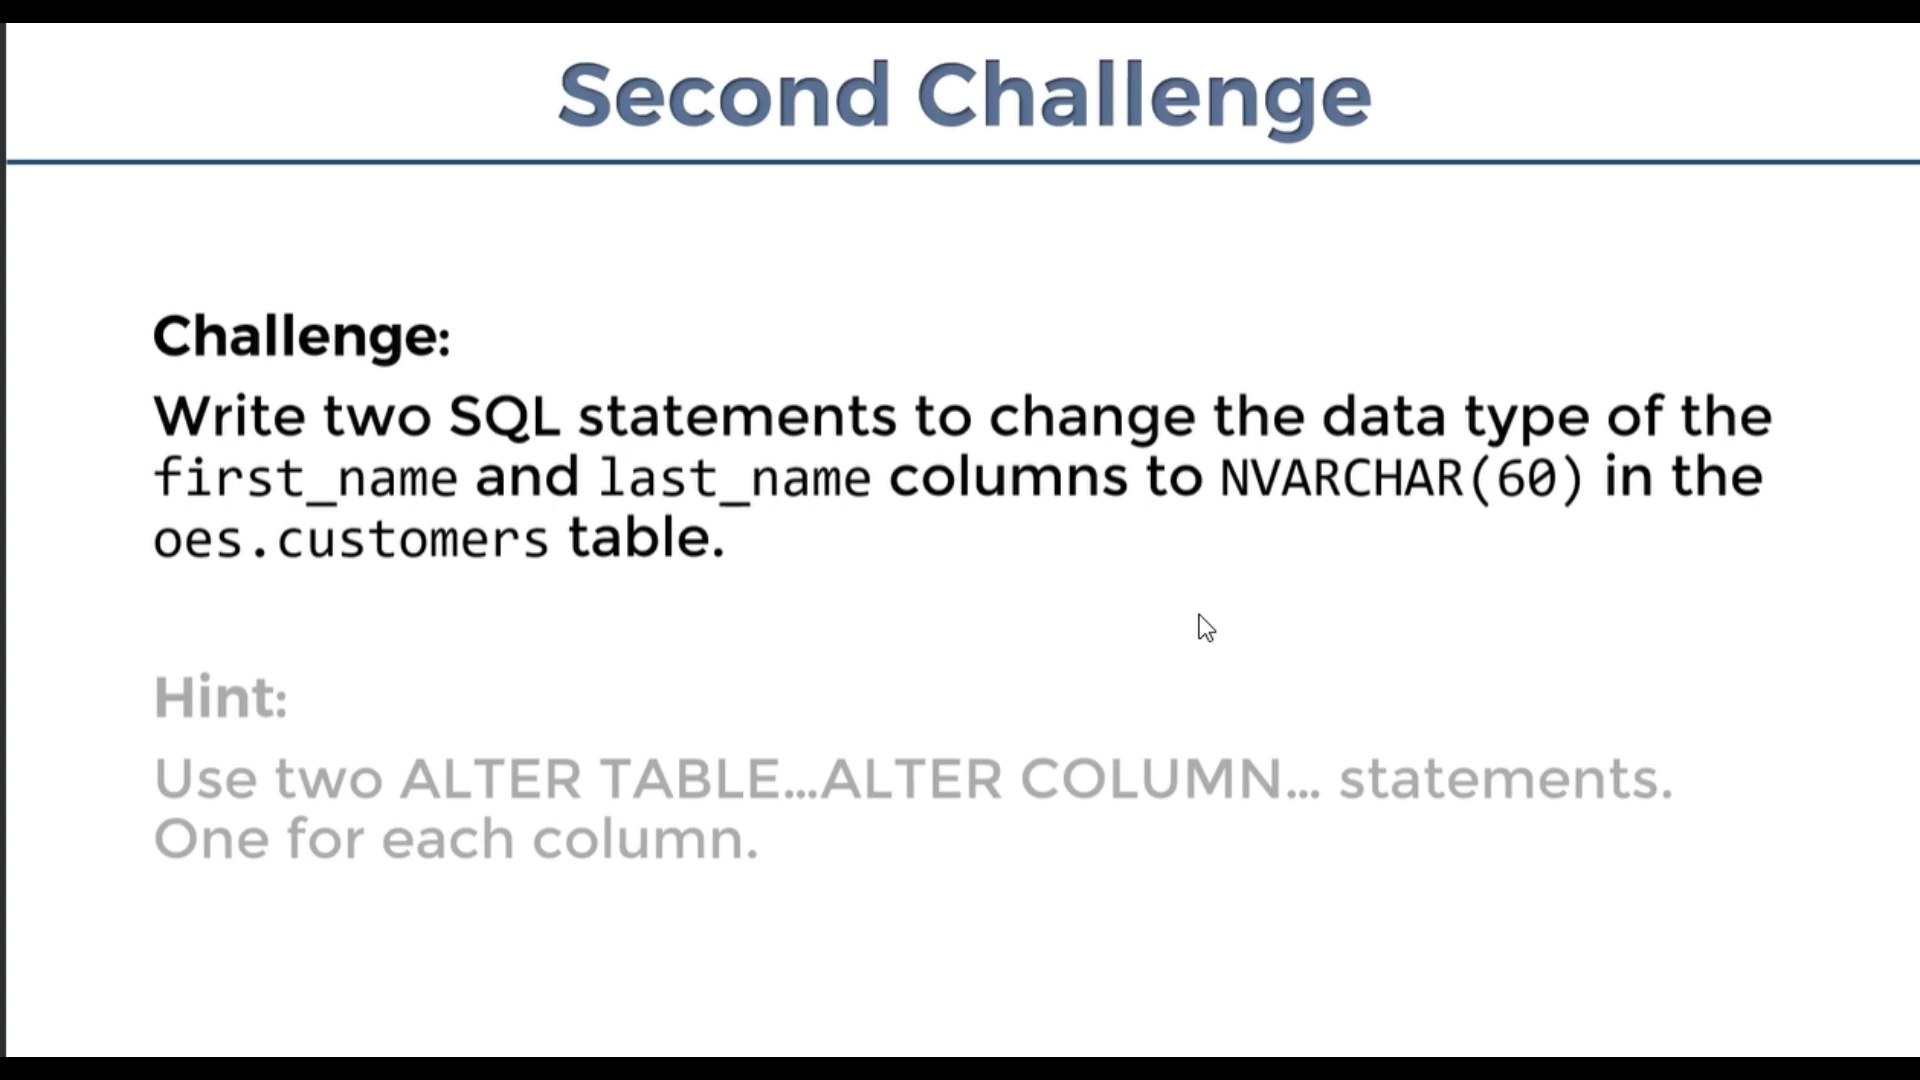 Second Challenge
Challenge:
Write two SQL statements to change the data type of the
first_name and last_name columns to NVARCHAR(60) in the
oes.customers table.
Hint:
Use two ALTER TABLE...ALTER COLUMN... statements.
One for each column.